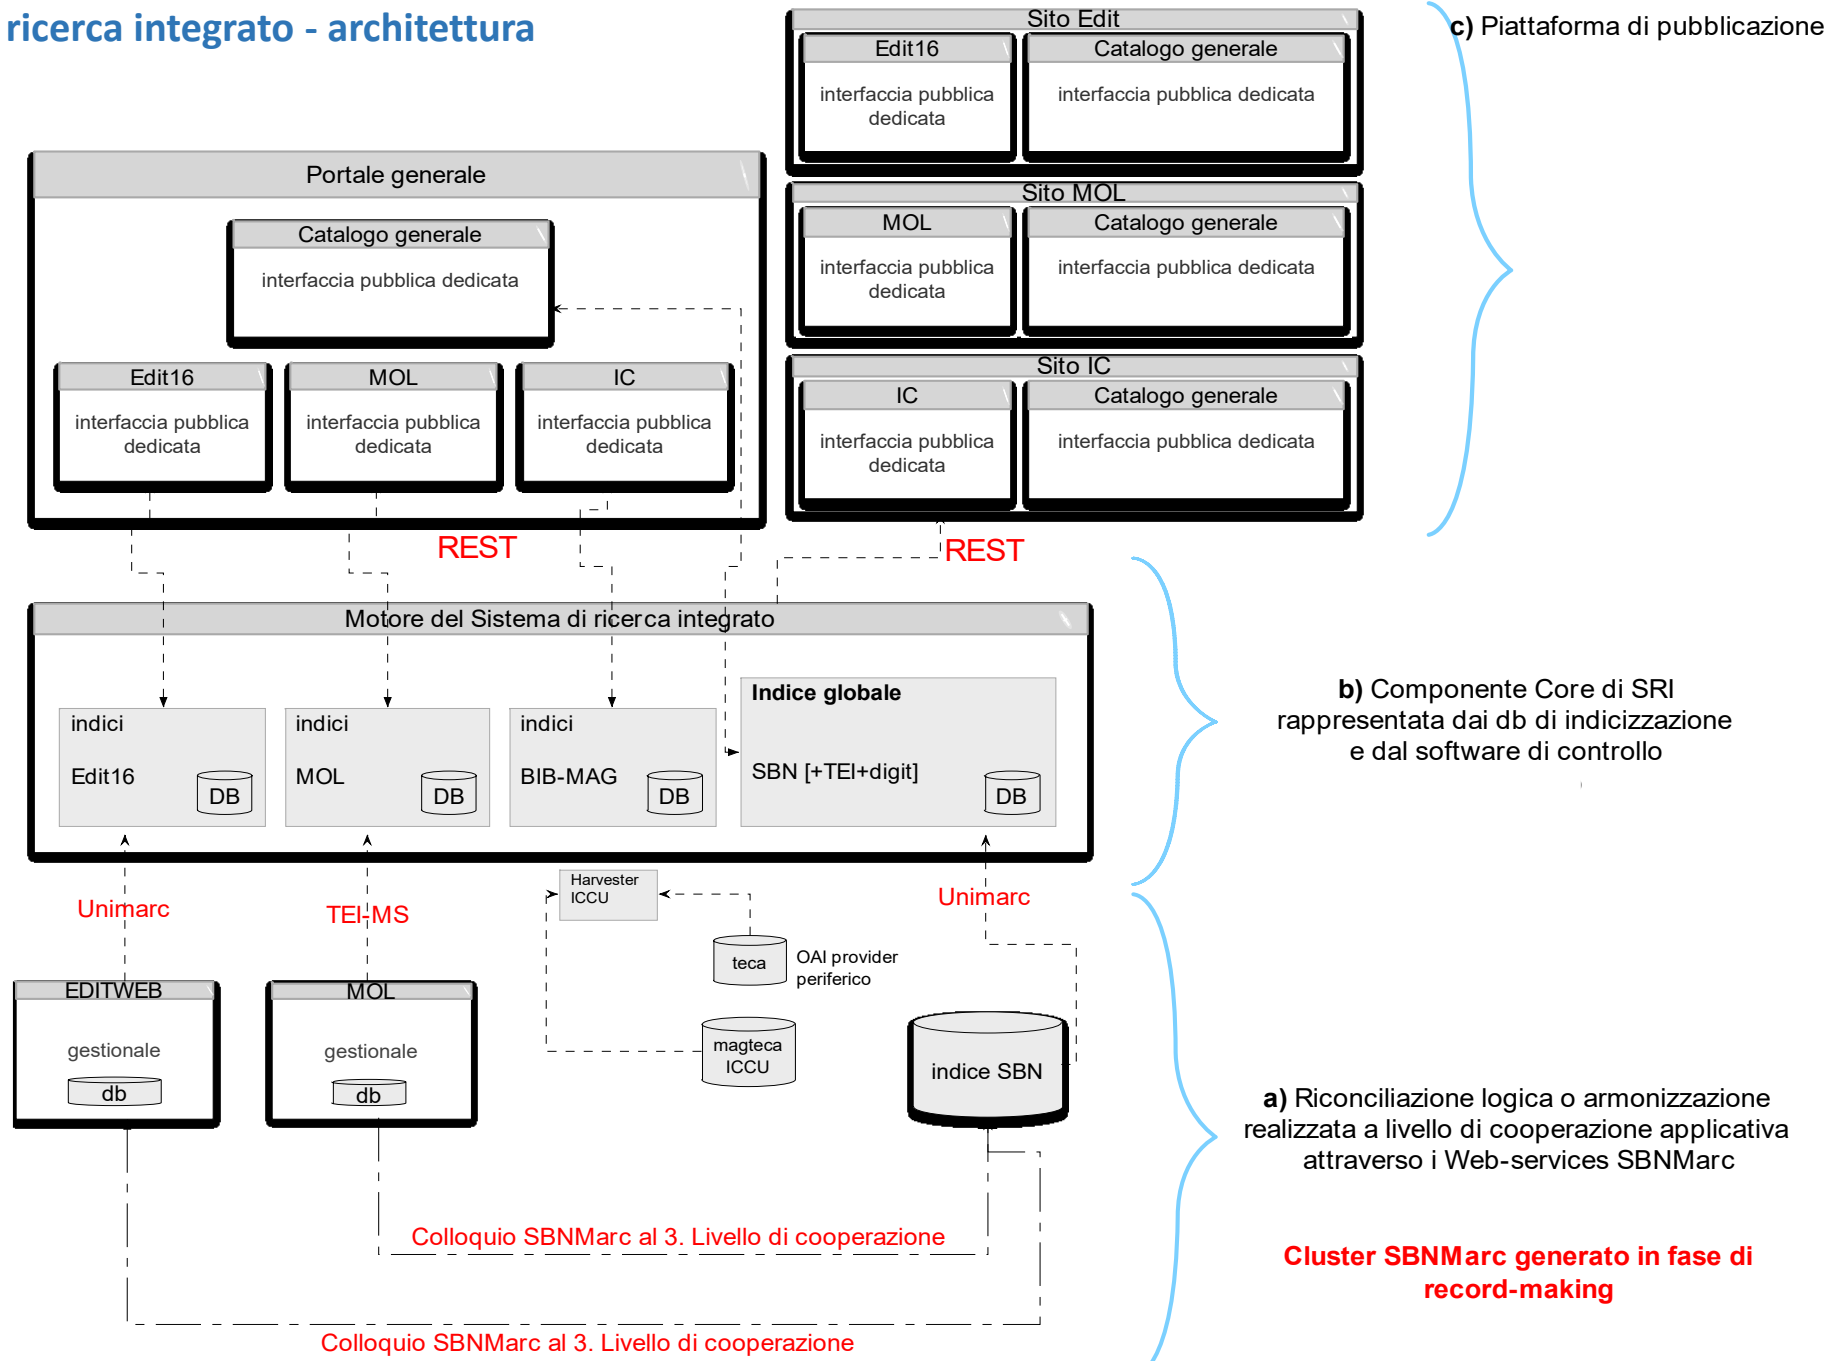 ricerca integrato - architettura
c) Piattaforma di pubblicazione
Sito Edit
Edit16
interfaccia pubblica
dedicata
Catalogo generale
interfaccia pubblica dedicata
Sito MOL
MOL
interfaccia pubblica
dedicata
Catalogo generale
interfaccia pubblica dedicata
Sito IC
IC
interfaccia pubblica
dedicata
Catalogo generale
interfaccia pubblica dedicata
Portale generale
Catalogo generale
interfaccia pubblica dedicata
Edit16
interfaccia pubblica
dedicata
MOL
interfaccia pubblica
dedicata
IC
interfaccia pubblica
dedicata
REST
REST
Motore del Sistema di ricerca integrato
indici
Edit16
DB
indici
MOL
DB
indici
BIB-MAG
DB
Indice globale
SBN [+TEI+digit]
DB
b) Componente Core di SRI
rappresentata dai db di indicizzazione
e dal software di controllo
Unimarc
TEI-MS
Harvester
ICCU
Unimarc
teca
OAI provider
periferico
magteca
ICCU
EDITWEB
gestionale
db
MOL
gestionale
db
indice SBN
a) Riconciliazione logica o armonizzazione
realizzata a livello di cooperazione applicativa
attraverso i Web-services SBNMarc
Colloquio SBNMarc al 3. Livello di cooperazione
Cluster SBNMarc generato in fase di
record-making
Colloquio SBNMarc al 3. Livello di cooperazione